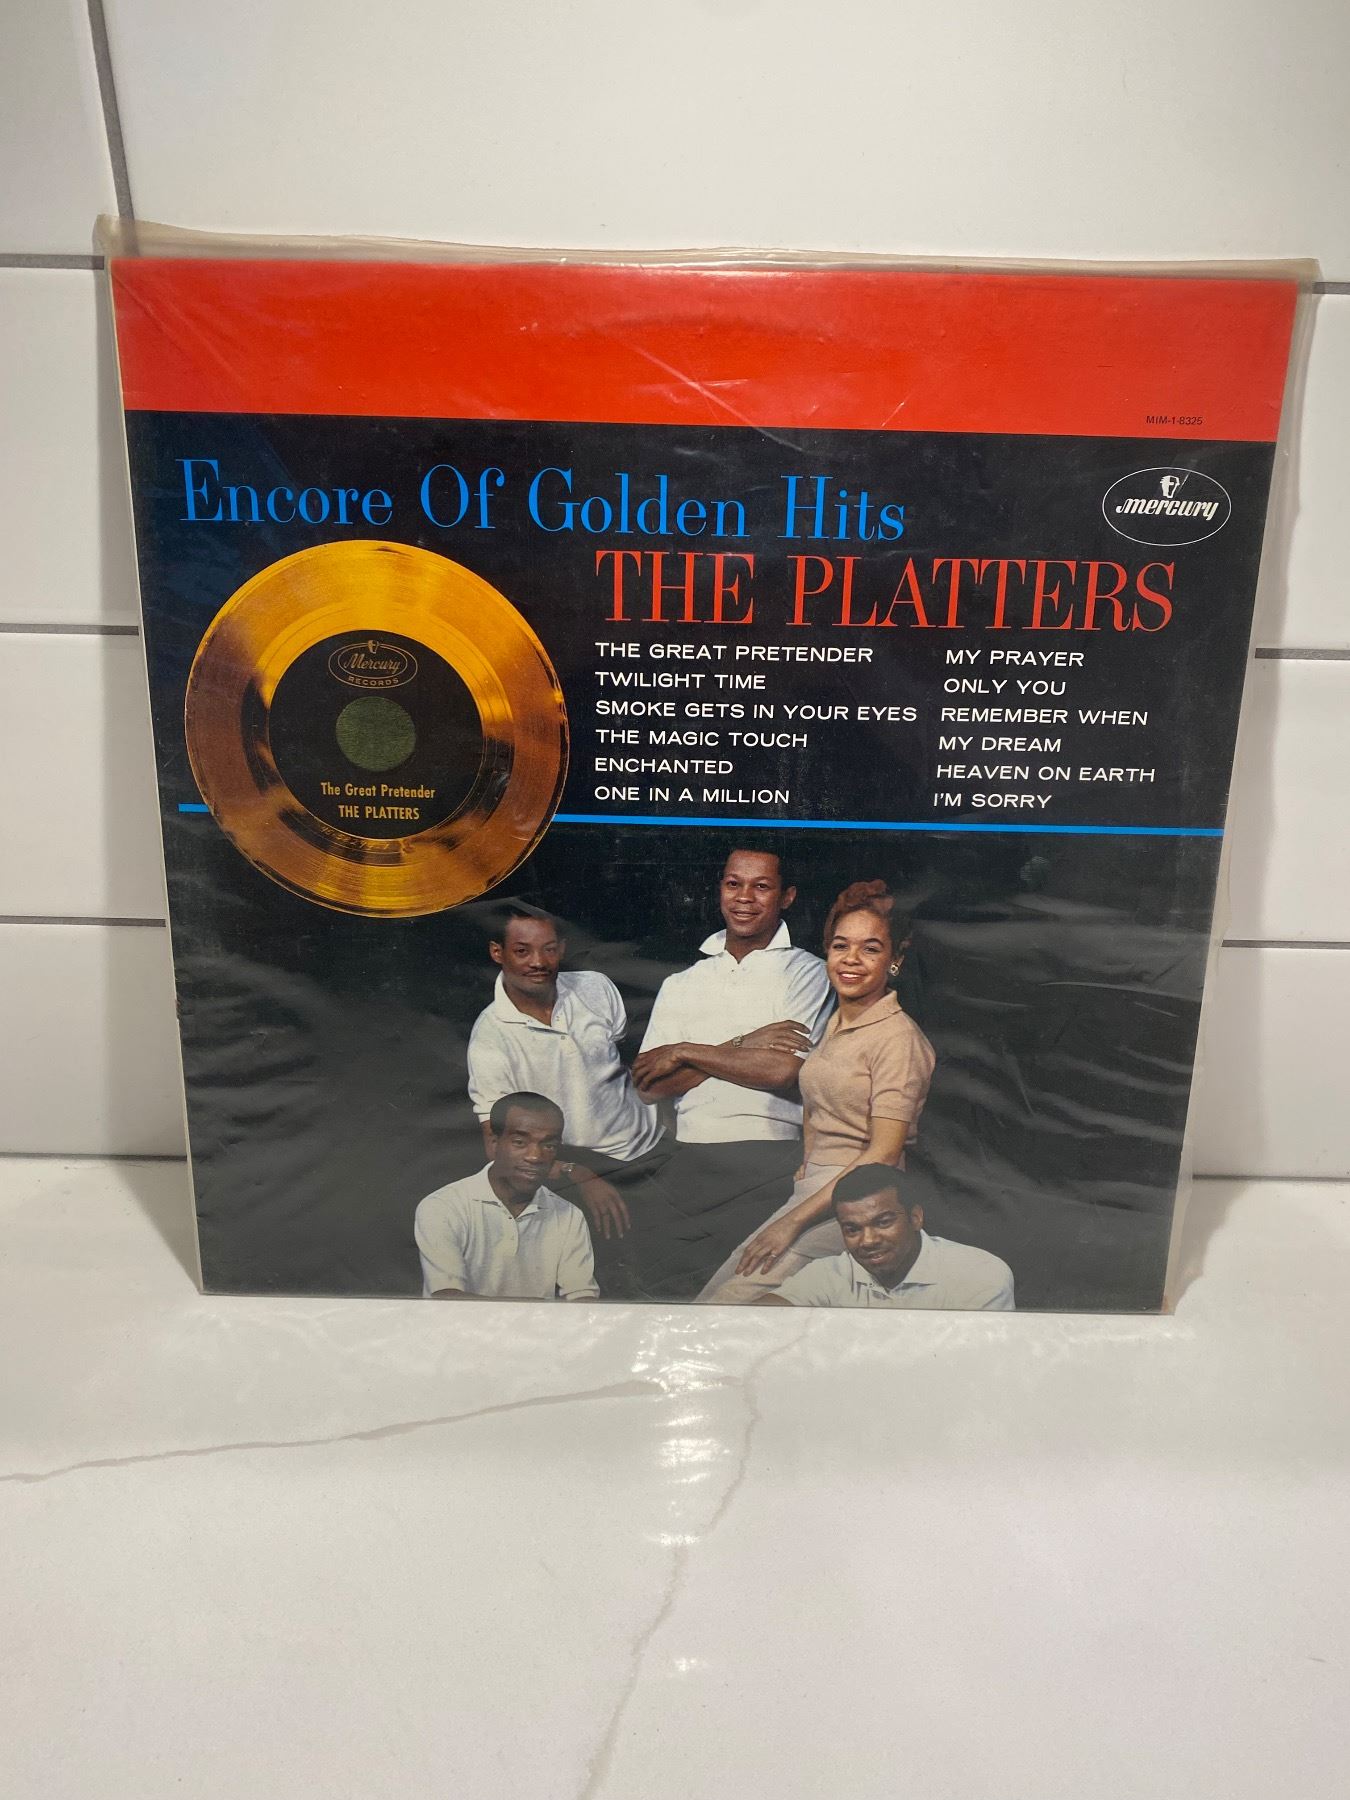 MIM-1-8325
Encore Of Golden Hits
mercury
THE PLATTERS
THE GREAT PRETENDER
TWILIGHT TIME
SMOKE GETS IN YOUR EYES
THE MAGIC TOUCH
ENCHANTED
ONE IN A MILLION
MY PRAYER
ONLY YOU
REMEMBER WHEN
MY DREAM
HEAVEN ON EARTH
I'M SORRY
Mercury
RECORDS
The Great Pretender
THE PLATTERS